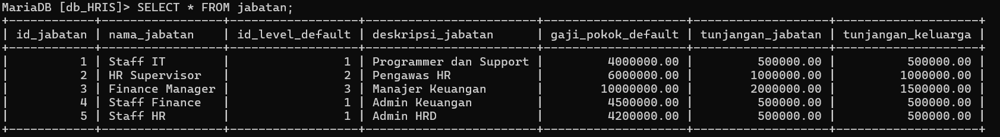 MariaDB [db_HRIS]> SELECT * FROM jabatan;
+------------+-----------------+------------------+------------------------+--------------------+-------------------+--------------------+
| id_jabatan | nama_jabatan    | id_level_default | deskripsi_jabatan      | gaji_pokok_default | tunjangan_jabatan | tunjangan_keluarga |
+------------+-----------------+------------------+------------------------+--------------------+-------------------+--------------------+
|          1 | Staff IT        |                1 | Programmer dan Support |         4000000.00 |         500000.00 |          500000.00 |
|          2 | HR Supervisor   |                2 | Pengawas HR            |         6000000.00 |        1000000.00 |         1000000.00 |
|          3 | Finance Manager |                3 | Manajer Keuangan       |        10000000.00 |        2000000.00 |         1500000.00 |
|          4 | Staff Finance   |                1 | Admin Keuangan         |         4500000.00 |         500000.00 |          500000.00 |
|          5 | Staff HR        |                1 | Admin HRD              |         4200000.00 |         500000.00 |          500000.00 |
+------------+-----------------+------------------+------------------------+--------------------+-------------------+--------------------+